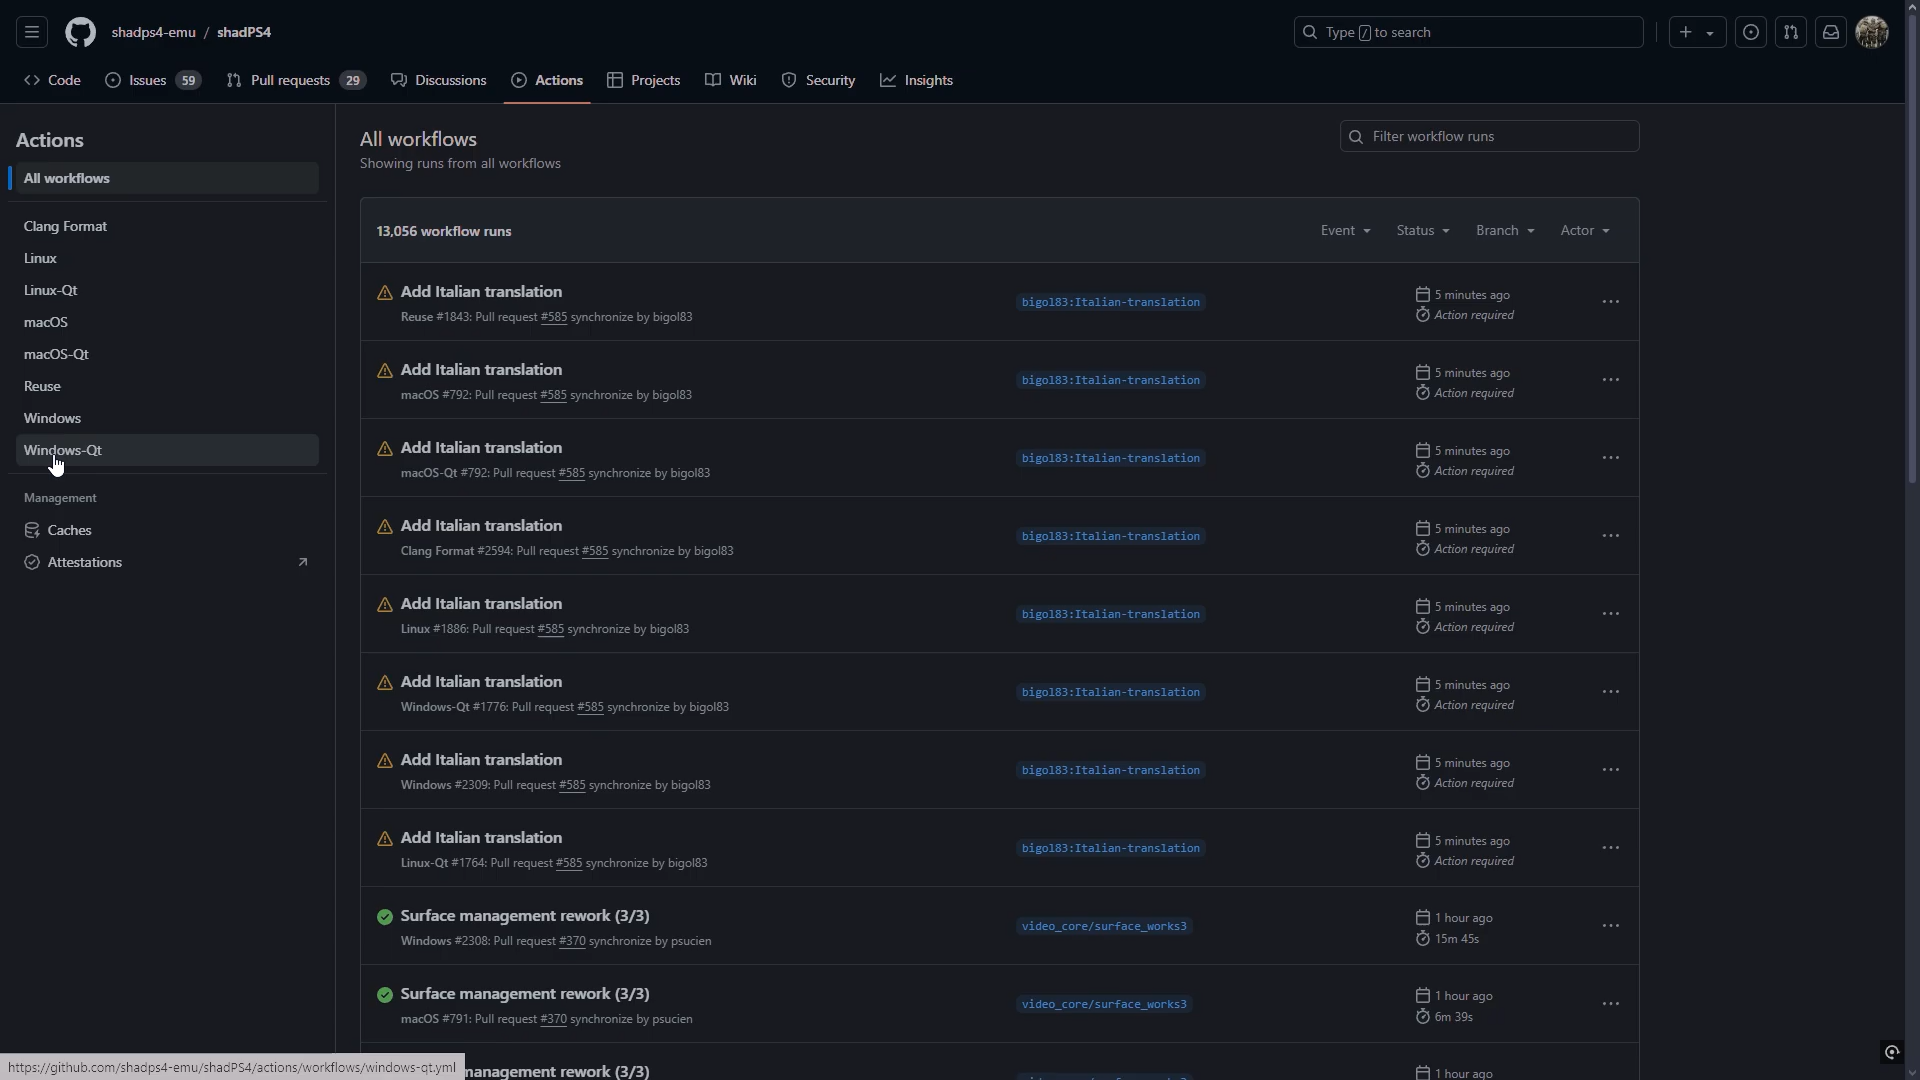 shadps4-emu / shadPS4
Type / to search
Code
Issues 59
Pull requests 29
Discussions
Actions
Projects
Wiki
Security
Insights
Actions
All workflows
Clang Format
Linux
Linux-Qt
macOS
macOS-Qt
Reuse
Windows
Windows-Qt
Management
Caches
Attestations
All workflows
Showing runs from all workflows
Filter workflow runs
13,056 workflow runs
Event
Status
Branch
Actor
Add Italian translation
Reuse #1843: Pull request #585 synchronize by bigol83
bigol83:Italian-translation
5 minutes ago
Action required
Add Italian translation
macOS #792: Pull request #585 synchronize by bigol83
bigol83:Italian-translation
5 minutes ago
Action required
Add Italian translation
macOS-Qt #792: Pull request #585 synchronize by bigol83
bigol83:Italian-translation
5 minutes ago
Action required
Add Italian translation
Clang Format #2594: Pull request #585 synchronize by bigol83
bigol83:Italian-translation
5 minutes ago
Action required
Add Italian translation
Linux #1886: Pull request #585 synchronize by bigol83
bigol83:Italian-translation
5 minutes ago
Action required
Add Italian translation
Windows-Qt #1776: Pull request #585 synchronize by bigol83
bigol83:Italian-translation
5 minutes ago
Action required
Add Italian translation
Windows #2309: Pull request #585 synchronize by bigol83
bigol83:Italian-translation
5 minutes ago
Action required
Add Italian translation
Linux-Qt #1764: Pull request #585 synchronize by bigol83
bigol83:Italian-translation
5 minutes ago
Action required
Surface management rework (3/3)
Windows #2308: Pull request #370 synchronize by psucien
video_core/surface_works3
1 hour ago
15m 45s
Surface management rework (3/3)
macOS #791: Pull request #370 synchronize by psucien
video_core/surface_works3
1 hour ago
6m 39s
management rework (3/3)
1 hour ago
https://github.com/shadps4-emu/shadPS4/actions/workflows/windows-qt.yml